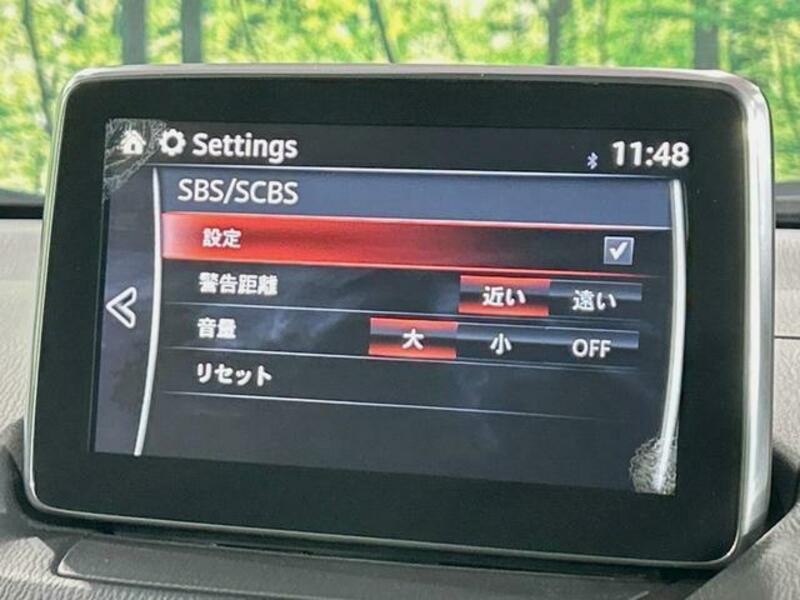 Settings 11:48
SBS/SCBS
設定
警告距離 近い 遠い
音量 大 小 OFF
リセット